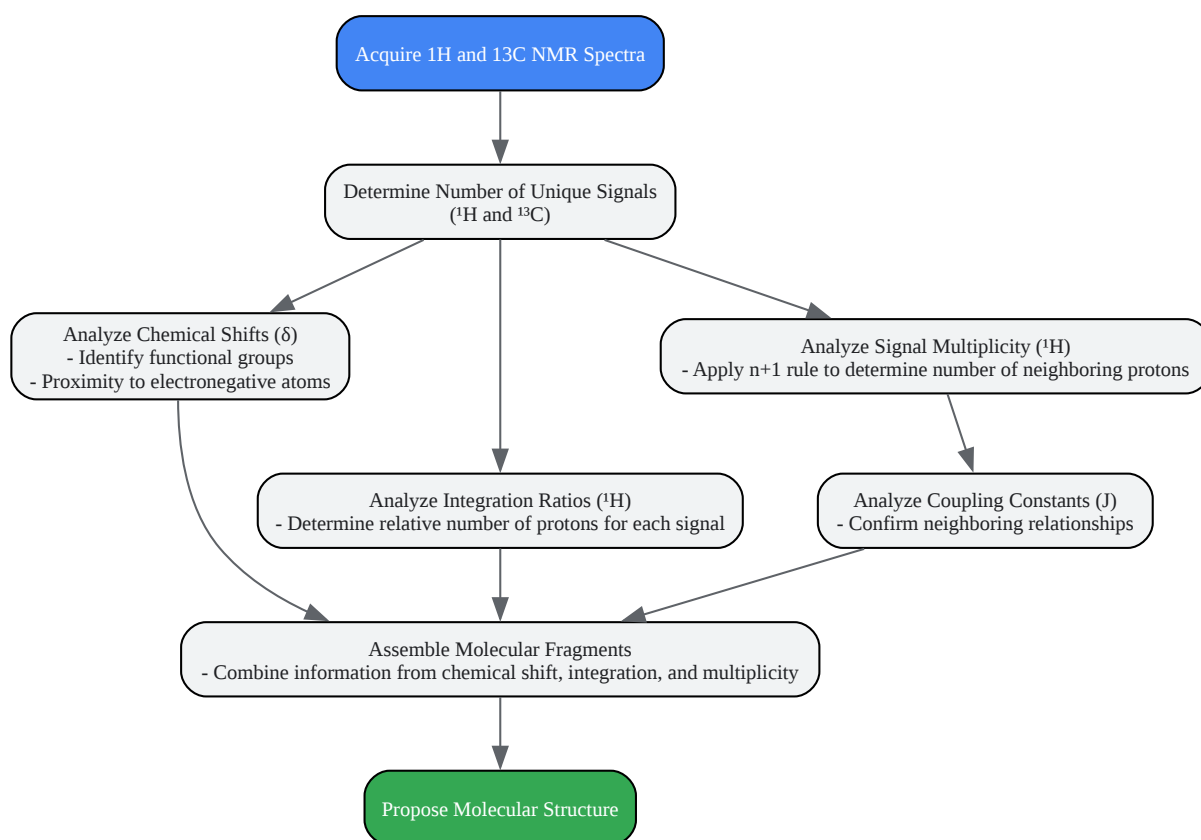 Acquire 1H and 13C NMR Spectra
Determine Number of Unique Signals
(¹H and ¹³C)
Analyze Chemical Shifts (δ)
- Identify functional groups
- Proximity to electronegative atoms
Analyze Signal Multiplicity (¹H)
- Apply n+1 rule to determine number of neighboring protons
Analyze Integration Ratios (¹H)
- Determine relative number of protons for each signal
Analyze Coupling Constants (J)
- Confirm neighboring relationships
Assemble Molecular Fragments
- Combine information from chemical shift, integration, and multiplicity
Propose Molecular Structure